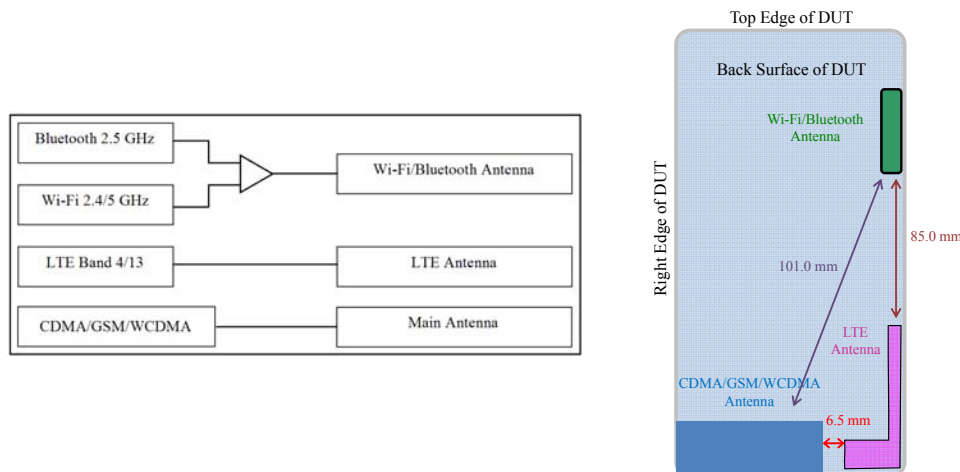 Bluetooth 2.5 GHz
Wi-Fi 2.4/5 GHz
Wi-Fi/Bluetooth Antenna
LTE Band 4/13
LTE Antenna
CDMA/GSM/WCDMA
Main Antenna
Top Edge of DUT
Back Surface of DUT
Wi-Fi/Bluetooth
Antenna
Right Edge of DUT
85.0 mm
101.0 mm
LTE
Antenna
CDMA/GSM/WCDMA
Antenna
6.5 mm